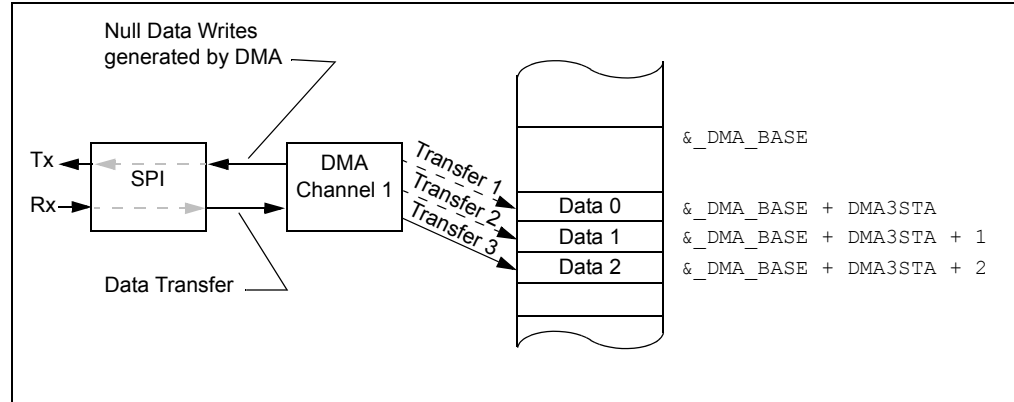 Null Data Writes
generated by DMA
&_DMA_BASE
Tx
Rx
SPI
DMA
Channel 1
Transfer 1
Transfer 2
Transfer 3
Data 0
&_DMA_BASE + DMA3STA
Data 1
&_DMA_BASE + DMA3STA + 1
Data 2
&_DMA_BASE + DMA3STA + 2
Data Transfer